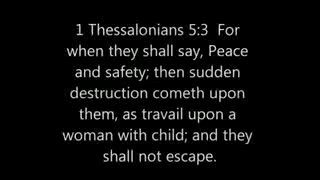 1 Thessalonians 5:3  For
when they shall say, Peace
and safety; then sudden
destruction cometh upon
them, as travail upon a
woman with child; and they
shall not escape.